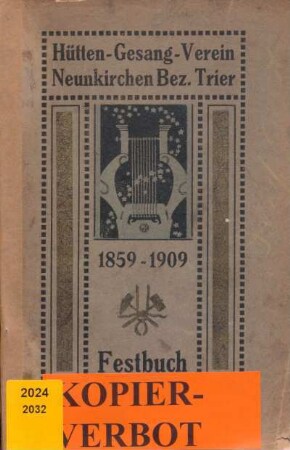 Hütten-Gesang-Verein
Neunkirchen Bez. Trier
1859-1909
Festbuch
2024
2032
KOPIER-
VERBOT